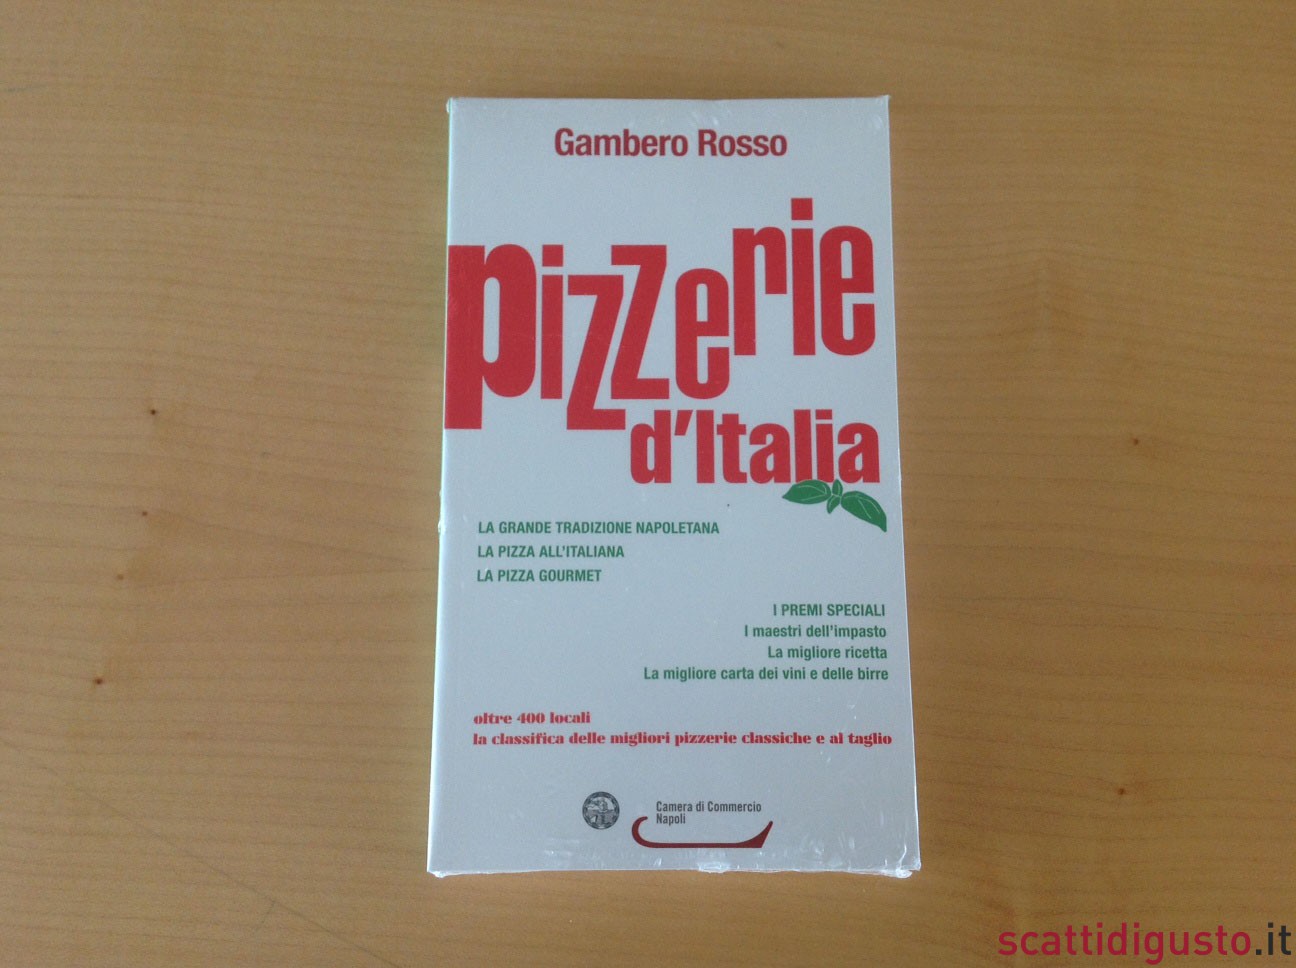 Gambero Rosso
pizzerie
d'Italia
LA GRANDE TRADIZIONE NAPOLETANA
LA PIZZA ALL'ITALIANA
LA PIZZA GOURMET
I PREMI SPECIALI
I maestri dell'impasto
La migliore ricetta
La migliore carta dei vini e delle birre
oltre 400 locali
la classifica delle migliori pizzerie classiche e al taglio
Camera di Commercio
Napoli
scattidigusto.it